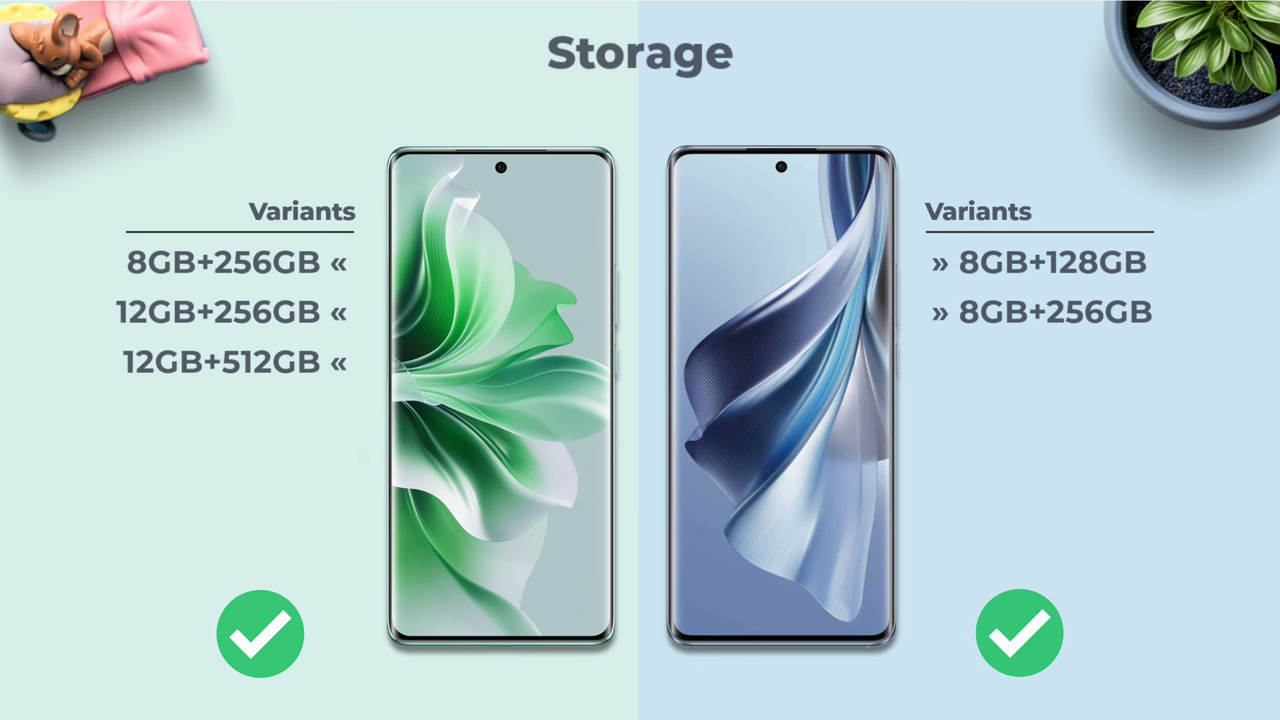 Storage
Variants
8GB+256GB «
12GB+256GB «
12GB+512GB «
Variants
» 8GB+128GB
» 8GB+256GB